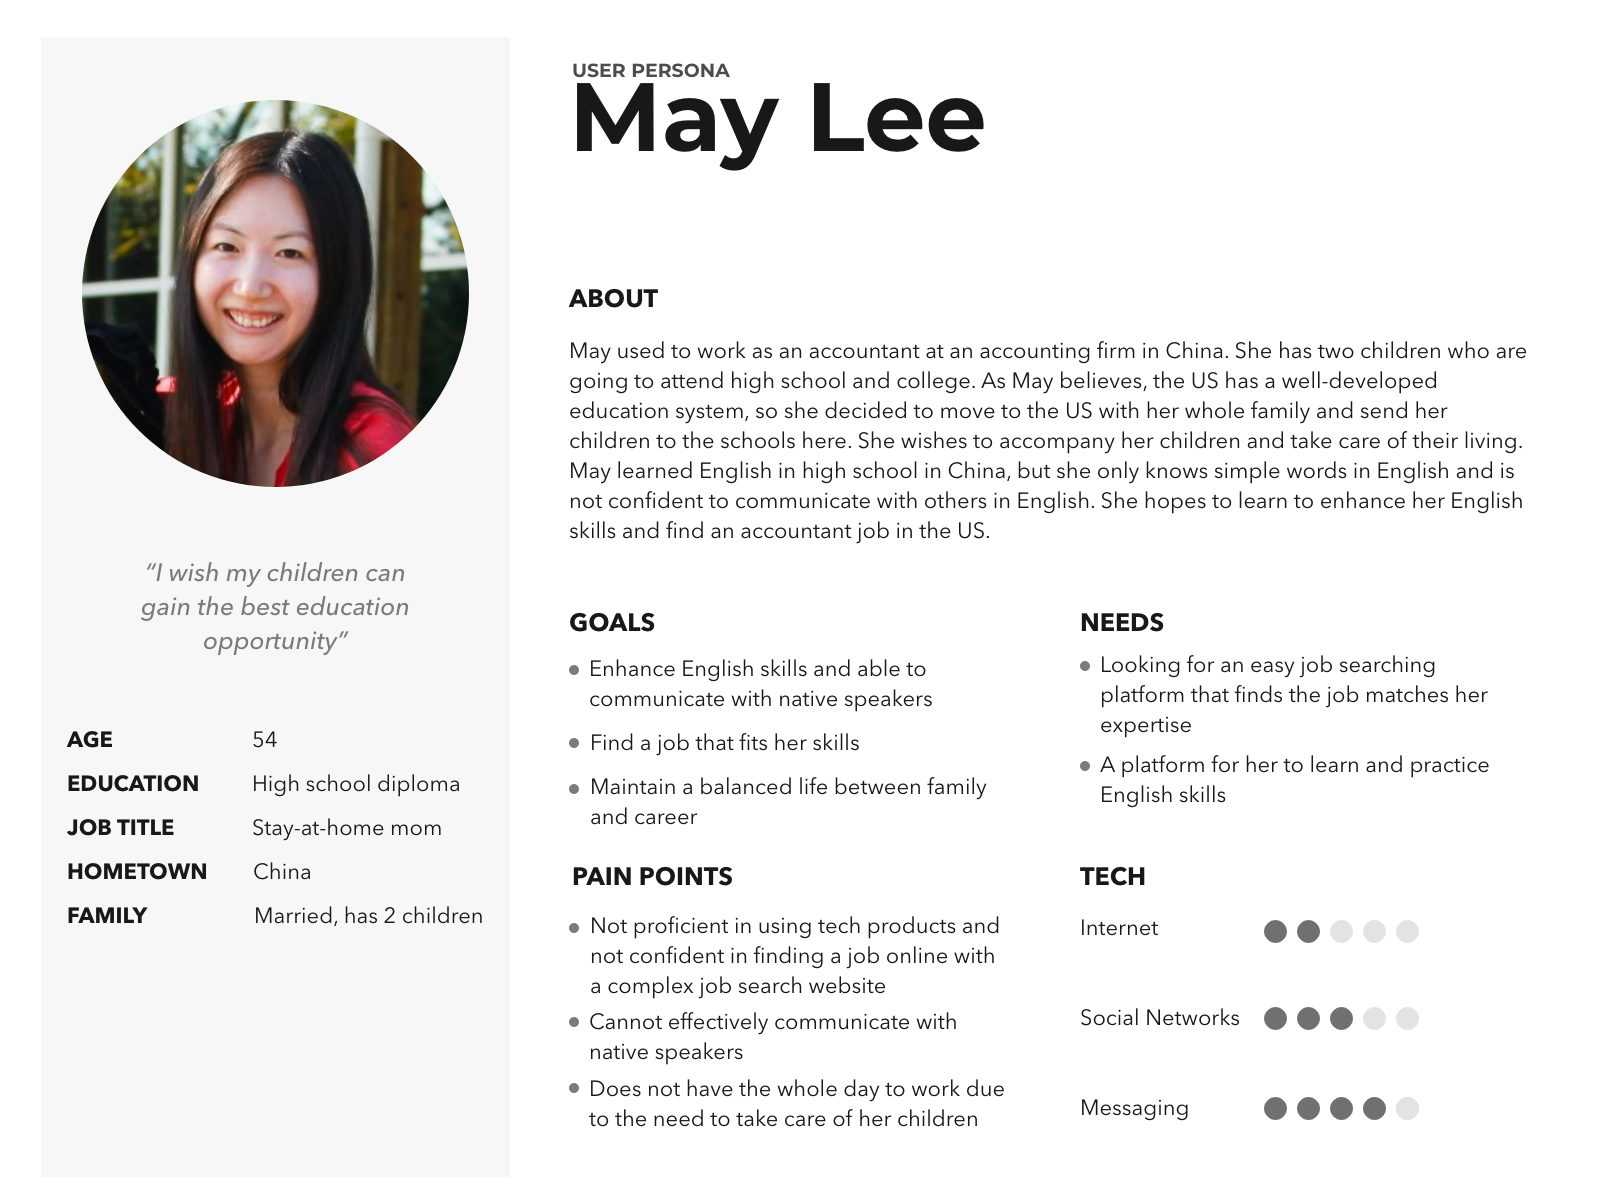 USER PERSONA
May Lee
“I wish my children can
gain the best education
opportunity”
AGE 54
EDUCATION High school diploma
JOB TITLE Stay-at-home mom
HOMETOWN China
FAMILY Married, has 2 children
ABOUT
May used to work as an accountant at an accounting firm in China. She has two children who are
going to attend high school and college. As May believes, the US has a well-developed
education system, so she decided to move to the US with her whole family and send her
children to the schools here. She wishes to accompany her children and take care of their living.
May learned English in high school in China, but she only knows simple words in English and is
not confident to communicate with others in English. She hopes to learn to enhance her English
skills and find an accountant job in the US.
GOALS
Enhance English skills and able to
communicate with native speakers
Find a job that fits her skills
Maintain a balanced life between family
and career
NEEDS
Looking for an easy job searching
platform that finds the job matches her
expertise
A platform for her to learn and practice
English skills
PAIN POINTS
Not proficient in using tech products and
not confident in finding a job online with
a complex job search website
Cannot effectively communicate with
native speakers
Does not have the whole day to work due
to the need to take care of her children
TECH
Internet
Social Networks
Messaging